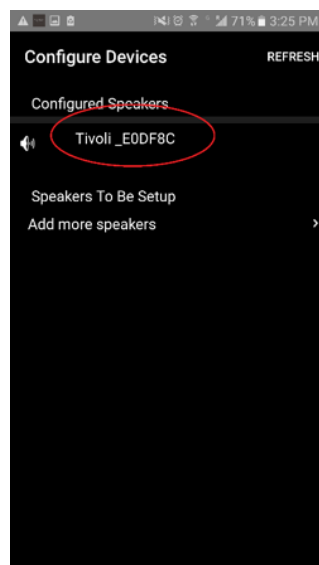 71% 3:25 PM
Configure Devices REFRESH
Configured Speakers
Tivoli _E0DF8C
Speakers To Be Setup
Add more speakers